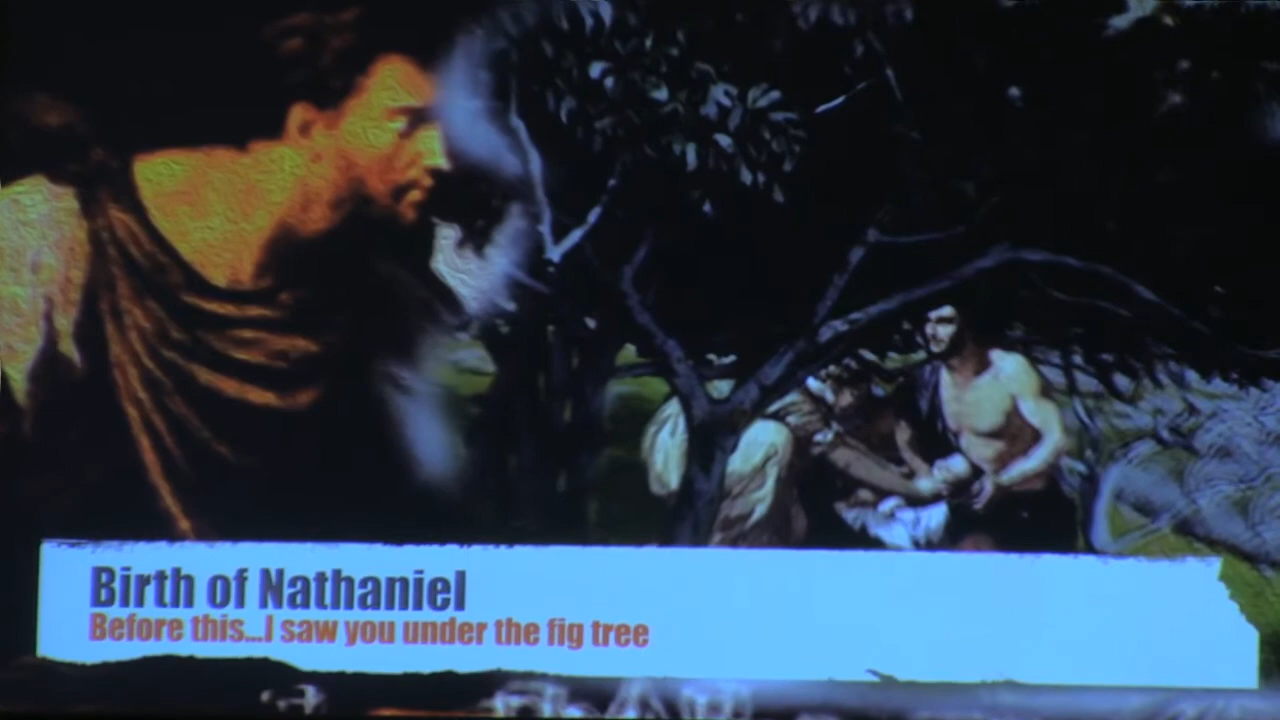 Birth of Nathaniel
Before this...I saw you under the fig tree